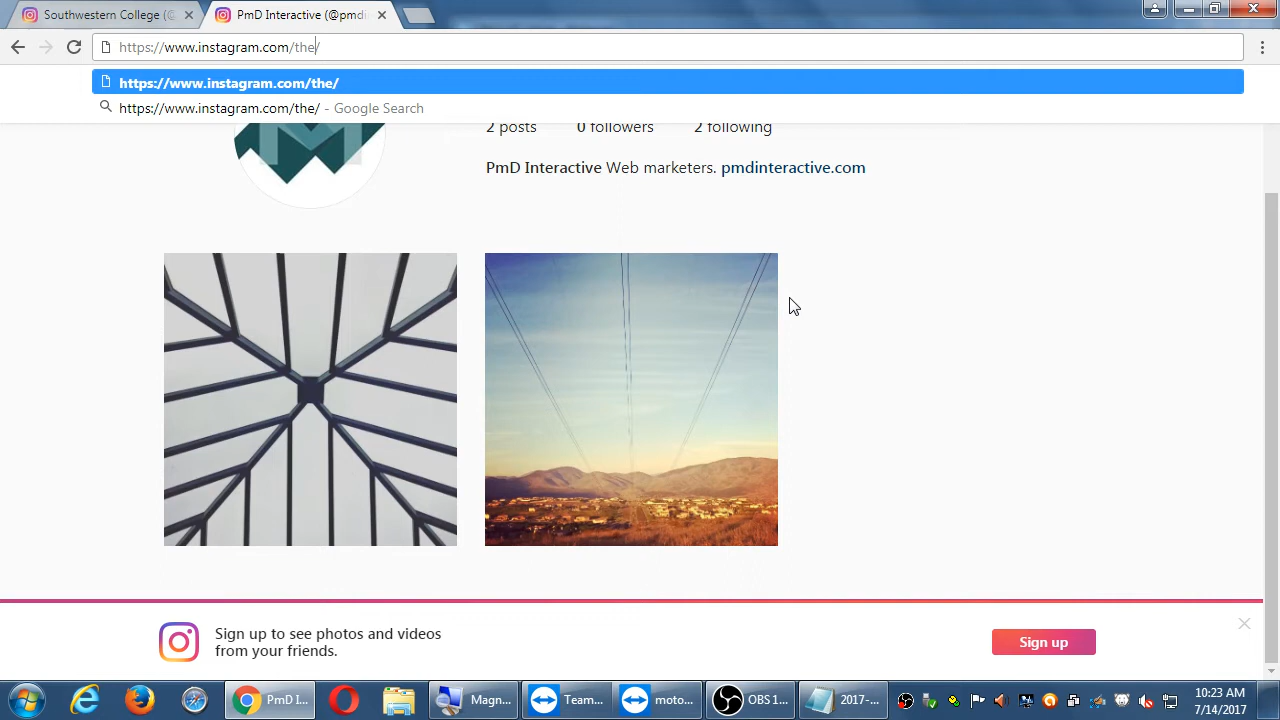 Southwestern College (@
PmD Interactive (@pmdi
https://www.instagram.com/the/
https://www.instagram.com/the/
https://www.instagram.com/the/ - Google Search
2 posts 0 followers 2 following
PmD Interactive Web marketers. pmdinteractive.com
Sign up to see photos and videos
from your friends.
Sign up
PmD I...
Magn...
Team...
moto...
OBS 1...
2017-...
10:23 AM
7/14/2017